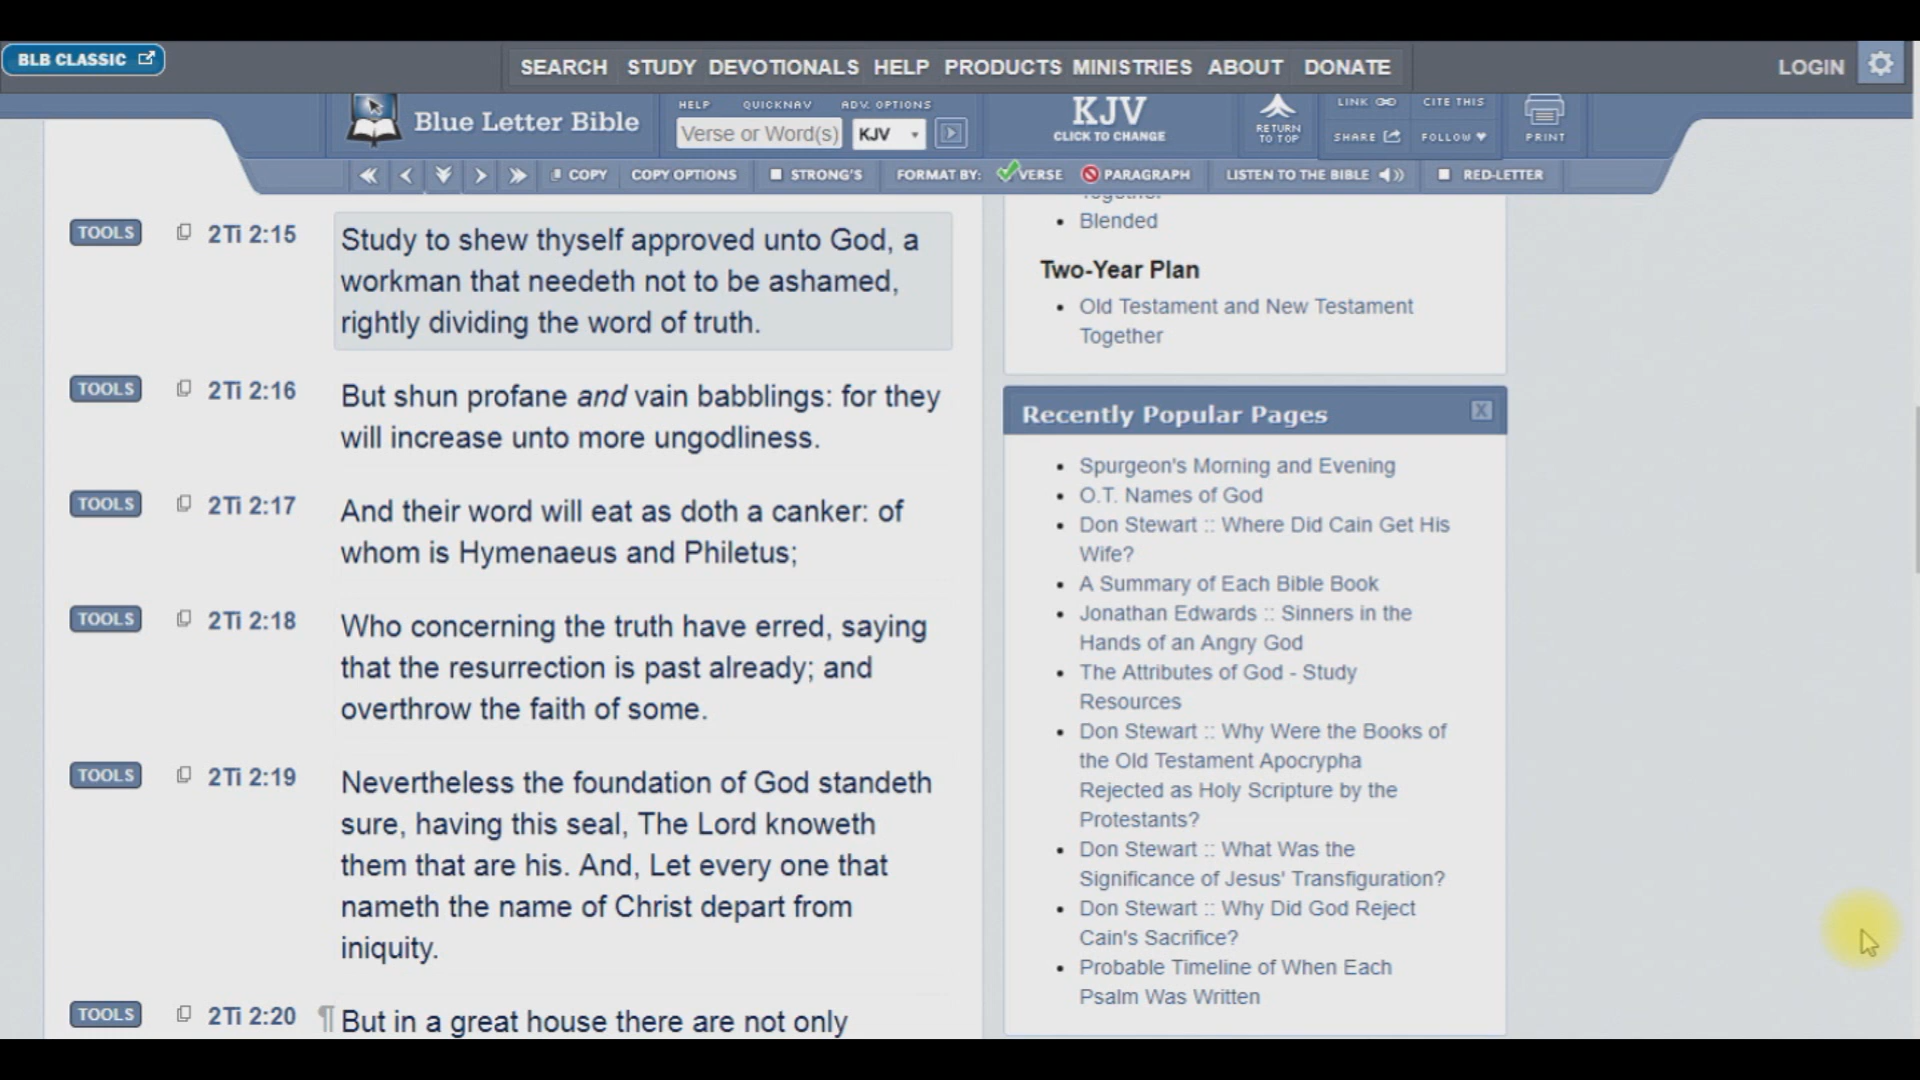 BLB CLASSIC
SEARCH STUDY DEVOTIONALS HELP PRODUCTS MINISTRIES ABOUT DONATE
LOGIN
Blue Letter Bible
HELP QUICKNAV ADV. OPTIONS
Verse or Word(s) KJV
KJV
CLICK TO CHANGE
RETURN
TO TOP
LINK CITE THIS
SHARE FOLLOW
PRINT
COPY COPY OPTIONS STRONG'S FORMAT BY: VERSE PARAGRAPH LISTEN TO THE BIBLE RED-LETTER
TOOLS 2Ti 2:15 Study to shew thyself approved unto God, a
workman that needeth not to be ashamed,
rightly dividing the word of truth.
TOOLS 2Ti 2:16 But shun profane and vain babblings: for they
will increase unto more ungodliness.
TOOLS 2Ti 2:17 And their word will eat as doth a canker: of
whom is Hymenaeus and Philetus;
TOOLS 2Ti 2:18 Who concerning the truth have erred, saying
that the resurrection is past already; and
overthrow the faith of some.
TOOLS 2Ti 2:19 Nevertheless the foundation of God standeth
sure, having this seal, The Lord knoweth
them that are his. And, Let every one that
nameth the name of Christ depart from
iniquity.
TOOLS 2Ti 2:20 ¶ But in a great house there are not only
Together
• Blended
Two-Year Plan
• Old Testament and New Testament
Together
Recently Popular Pages X
• Spurgeon's Morning and Evening
• O.T. Names of God
• Don Stewart :: Where Did Cain Get His
Wife?
• A Summary of Each Bible Book
• Jonathan Edwards :: Sinners in the
Hands of an Angry God
• The Attributes of God - Study
Resources
• Don Stewart :: Why Were the Books of
the Old Testament Apocrypha
Rejected as Holy Scripture by the
Protestants?
• Don Stewart :: What Was the
Significance of Jesus' Transfiguration?
• Don Stewart :: Why Did God Reject
Cain's Sacrifice?
• Probable Timeline of When Each
Psalm Was Written